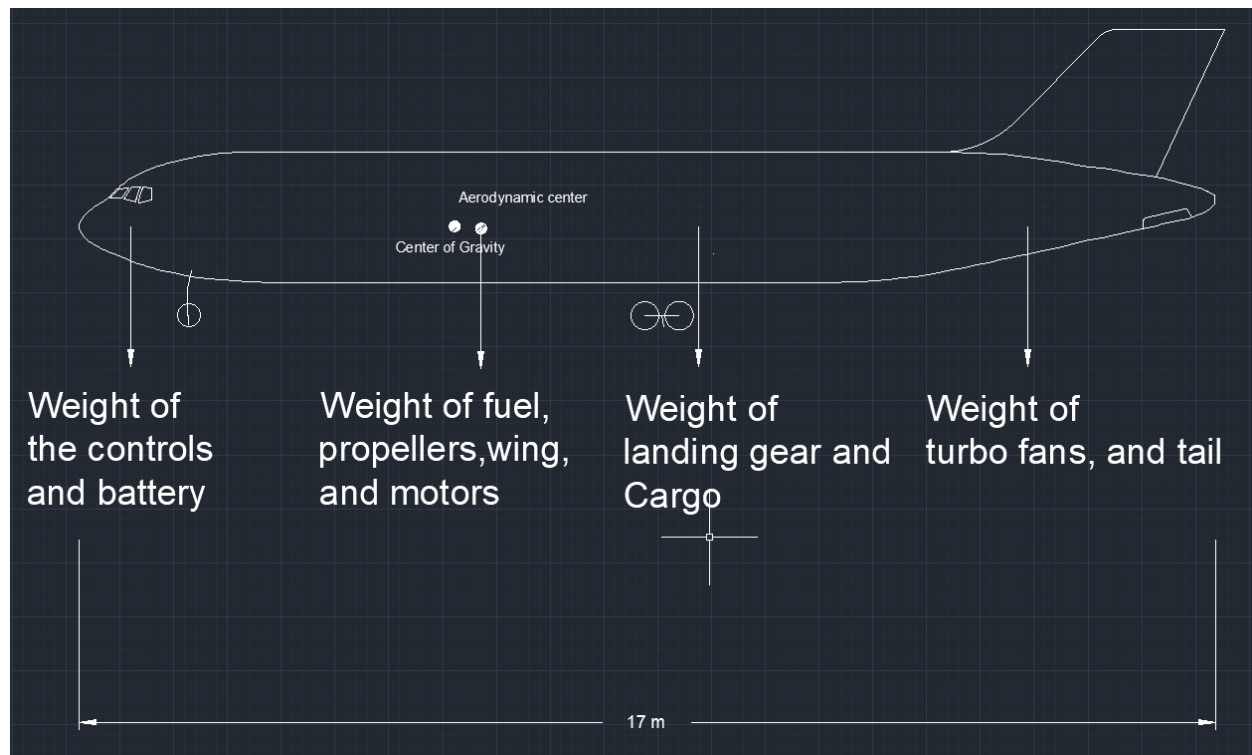 Aerodynamic center
Center of Gravity
Weight of
the controls
and battery
Weight of fuel,
propellers,wing,
and motors
Weight of
landing gear and
Cargo
Weight of
turbo fans, and tail
17 m